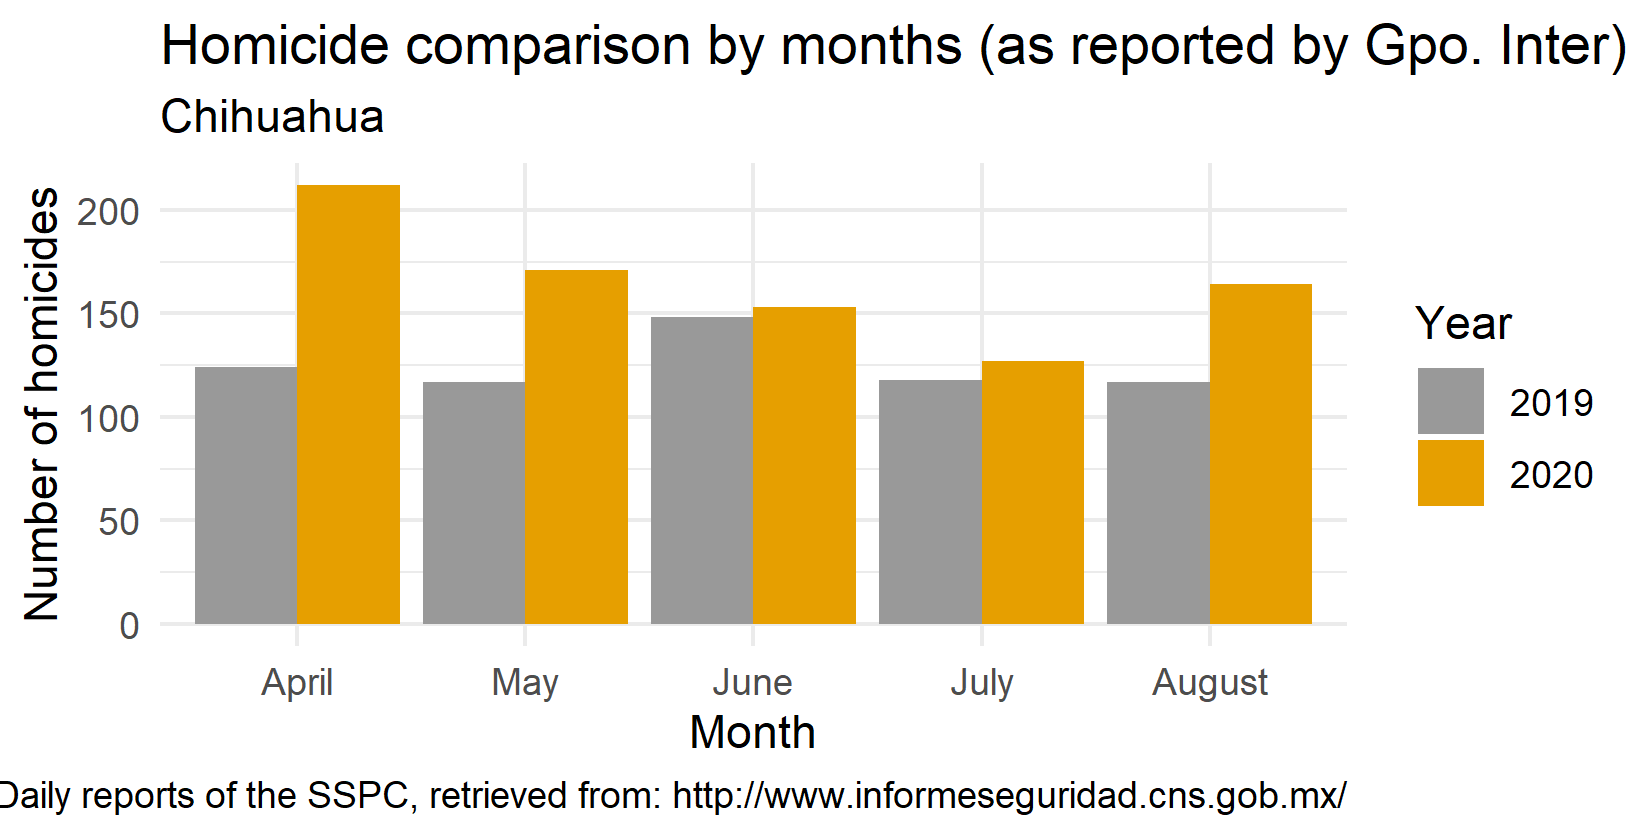 Homicide comparison by months (as reported by Gpo. Inter)
Chihuahua
Number of homicides
200
150
100
50
0
April May June July August
Month
Year
2019
2020
Daily reports of the SSPC, retrieved from: http://www.informeseguridad.cns.gob.mx/